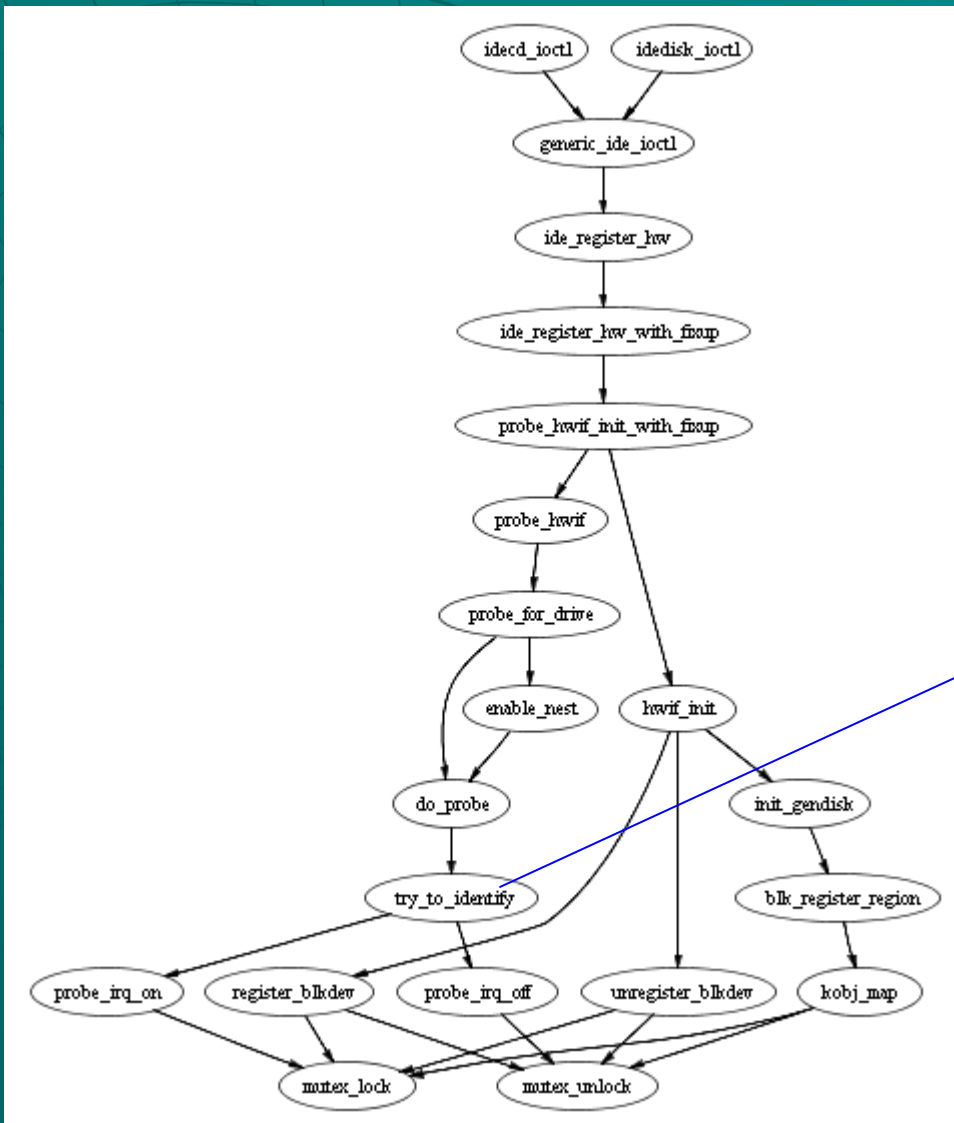 idecd_ioctl idedisk_ioctl
generic_ide_ioctl
ide_register_hw
ide_register_hw_with_fixup
probe_hwif_init_with_fixup
probe_hwif
probe_for_drive
enable_nest hwif_init
do_probe init_gendisk
try_to_identify blk_register_region
probe_irq_on register_blkdev probe_irq_off unregister_blkdev kobj_map
mutex_lock mutex_unlock